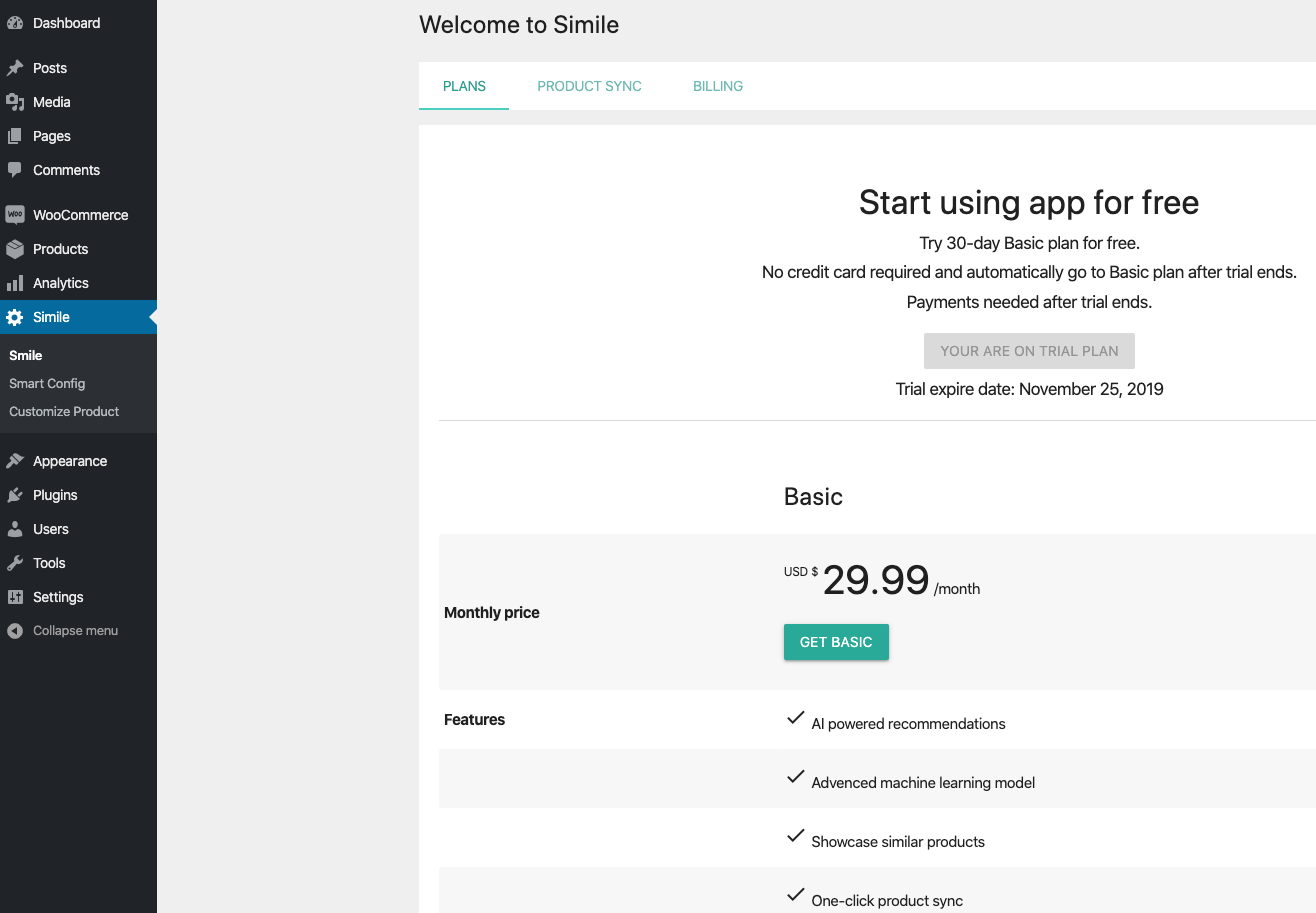 Dashboard
Posts
Media
Pages
Comments
WOO
WooCommerce
Products
Analytics
Simile
Smile
Smart Config
Customize Product
Appearance
Plugins
Users
Tools
Settings
Collapse menu
Welcome to Simile
PLANS
PRODUCT SYNC
BILLING
Start using app for free
Try 30-day Basic plan for free.
No credit card required and automatically go to Basic plan after trial ends.
Payments needed after trial ends.
YOUR ARE ON TRIAL PLAN
Trial expire date: November 25, 2019
Basic
Monthly price
USD $ 29.99 /month
GET BASIC
Features
AI powered recommendations
Advenced machine learning model
Showcase similar products
One-click product sync